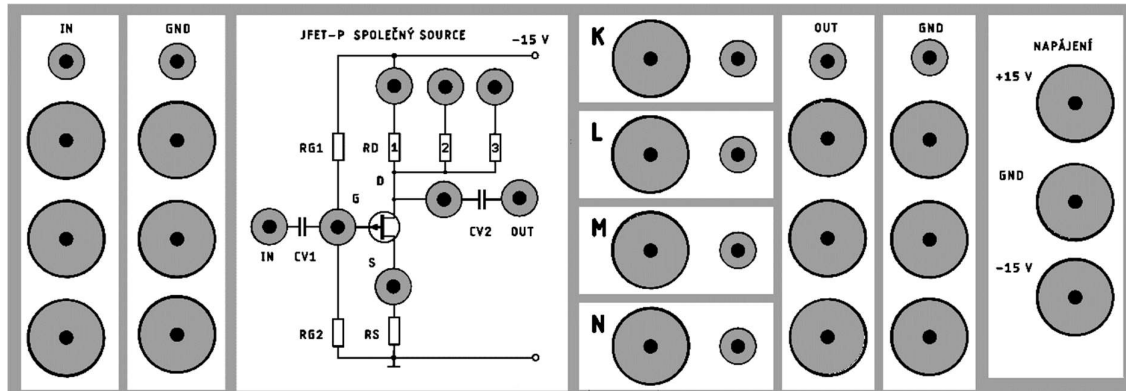 IN
GND
JFET-P SPOLEČNÝ SOURCE
-15 V
RG1
RD
1
2
3
D
G
IN
CV1
CV2
OUT
S
RG2
RS
K
L
M
N
OUT
GND
NAPÁJENÍ
+15 V
GND
-15 V